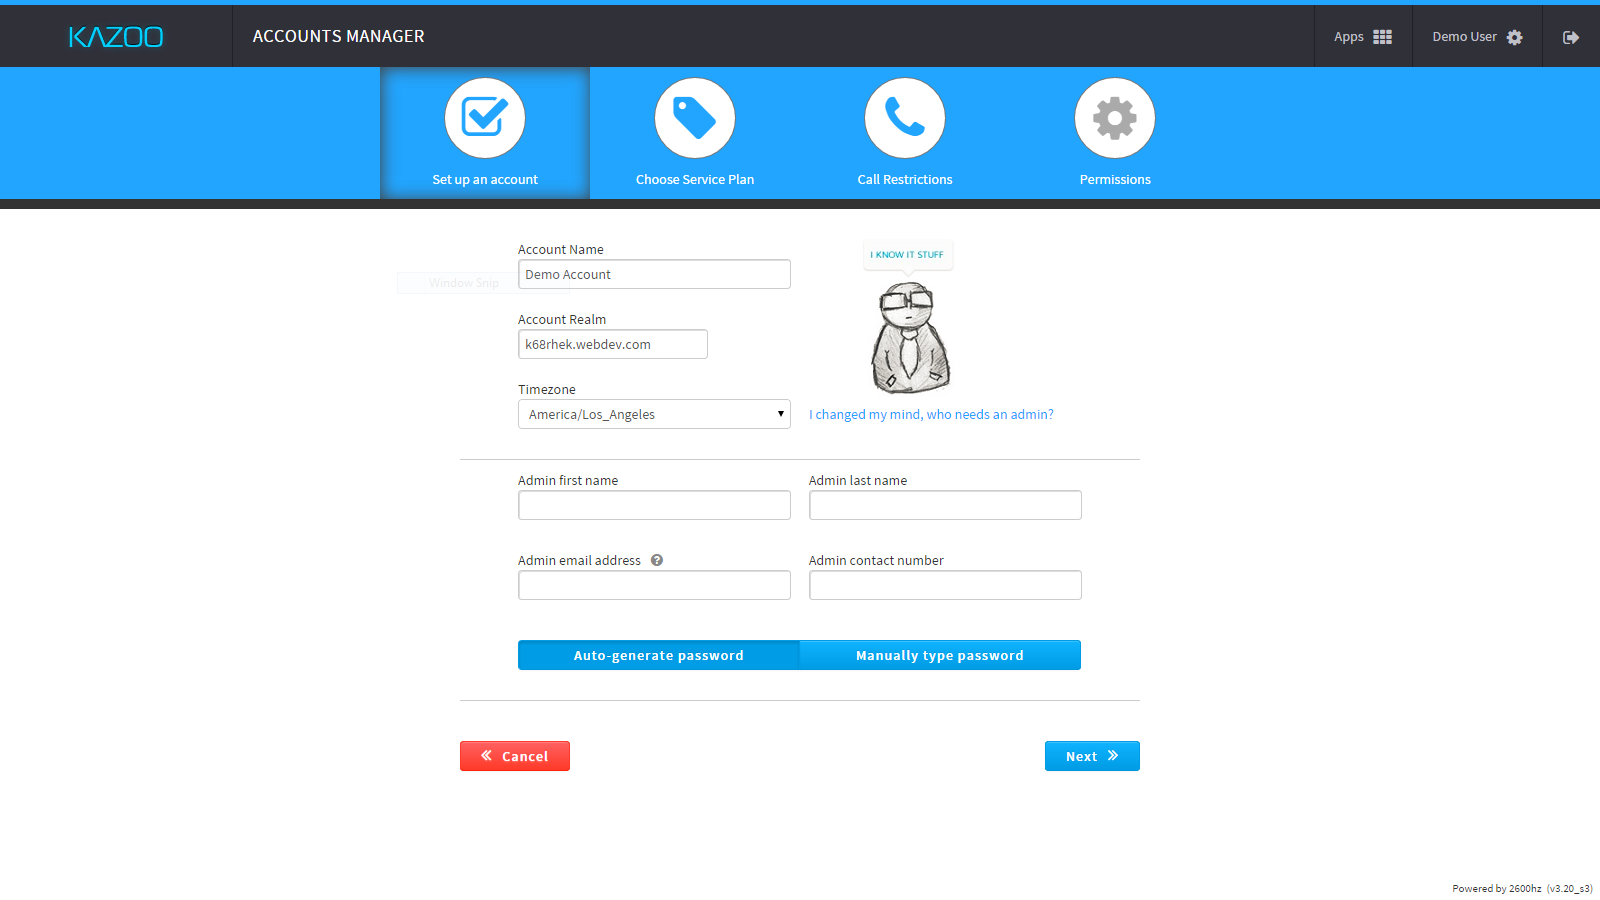 KAZOO
ACCOUNTS MANAGER
Apps
Demo User
Set up an account
Choose Service Plan
Call Restrictions
Permissions
Account Name
Demo Account
Window Snip
I KNOW IT STUFF
Account Realm
k68rhek.webdev.com
Timezone
America/Los_Angeles
I changed my mind, who needs an admin?
Admin first name
Admin last name
Admin email address ?
Admin contact number
Auto-generate password
Manually type password
« Cancel
Next »
Powered by 2600hz (v3.20_s3)